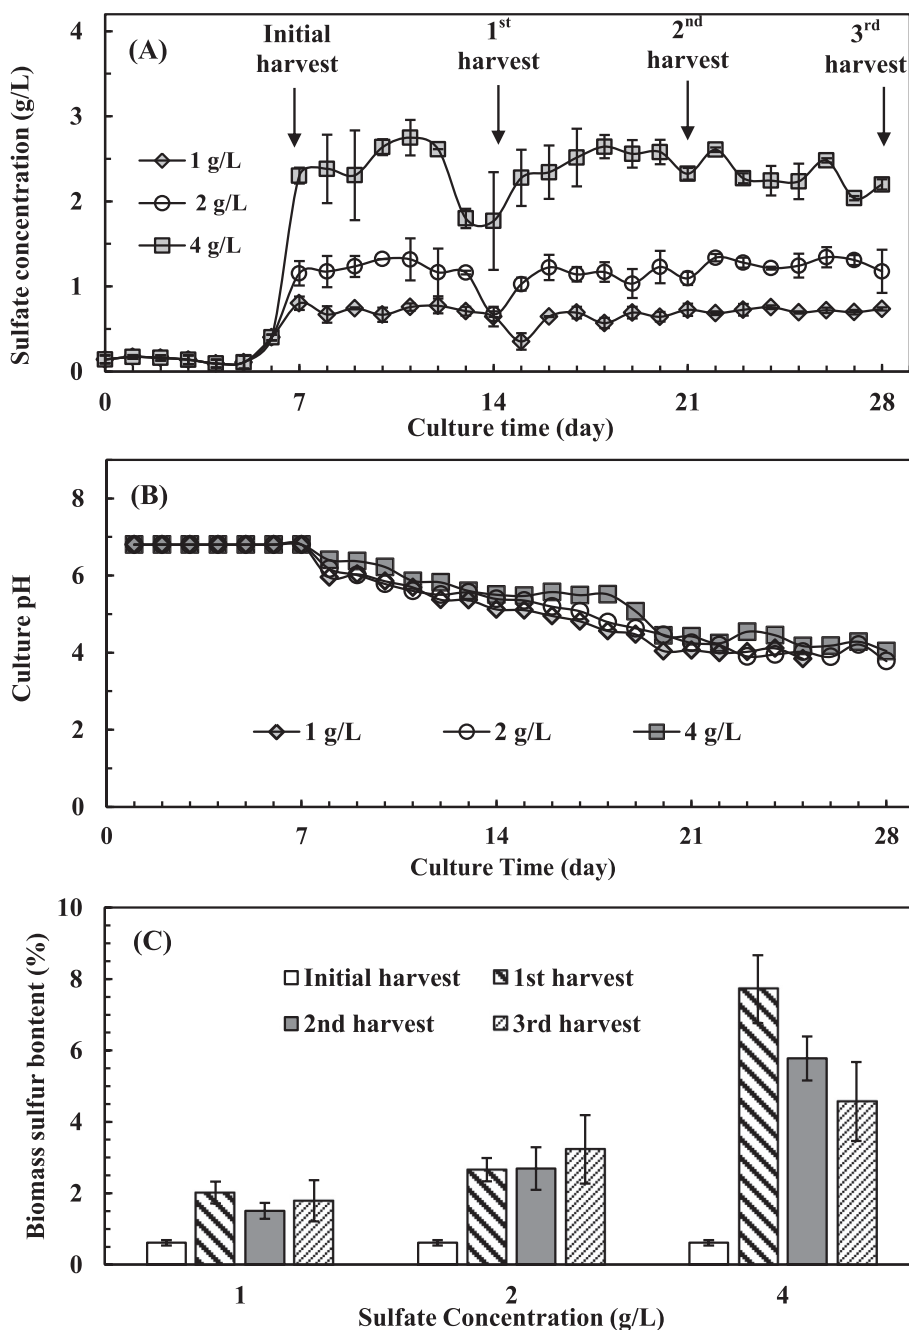 (A)
Initial
harvest
1st
harvest
2nd
harvest
3rd
harvest
4
3
2
1
0
Sulfate concentration (g/L)
1 g/L
2 g/L
4 g/L
0 7 14 21 28
Culture time (day)
(B)
8
6
4
2
0
Culture pH
1 g/L 2 g/L 4 g/L
0 7 14 21 28
Culture Time (day)
(C)
10
8
6
4
2
0
Biomass sulfur bontent (%)
Initial harvest 1st harvest
2nd harvest 3rd harvest
1 2 4
Sulfate Concentration (g/L)